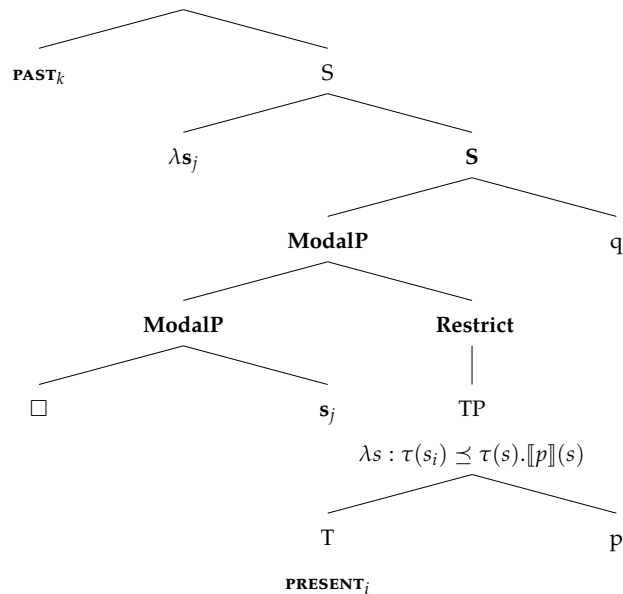 PAST_k S
λs_j S
ModalP q
ModalP Restrict
□ s_j TP
λs : τ(s_i) ⪯ τ(s).⟦p⟧(s)
T p
PRESENT_i